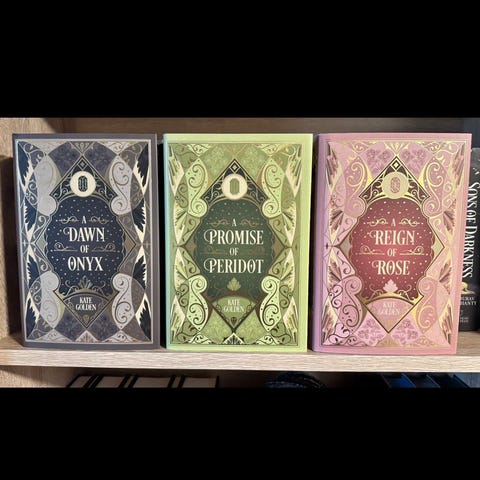 A
DAWN
OF
ONYX
KATE
GOLDEN
A
PROMISE
OF
PERIDOT
KATE
GOLDEN
A
REIGN
OF
ROSE
KATE
GOLDEN
SONS OF DARKNESS